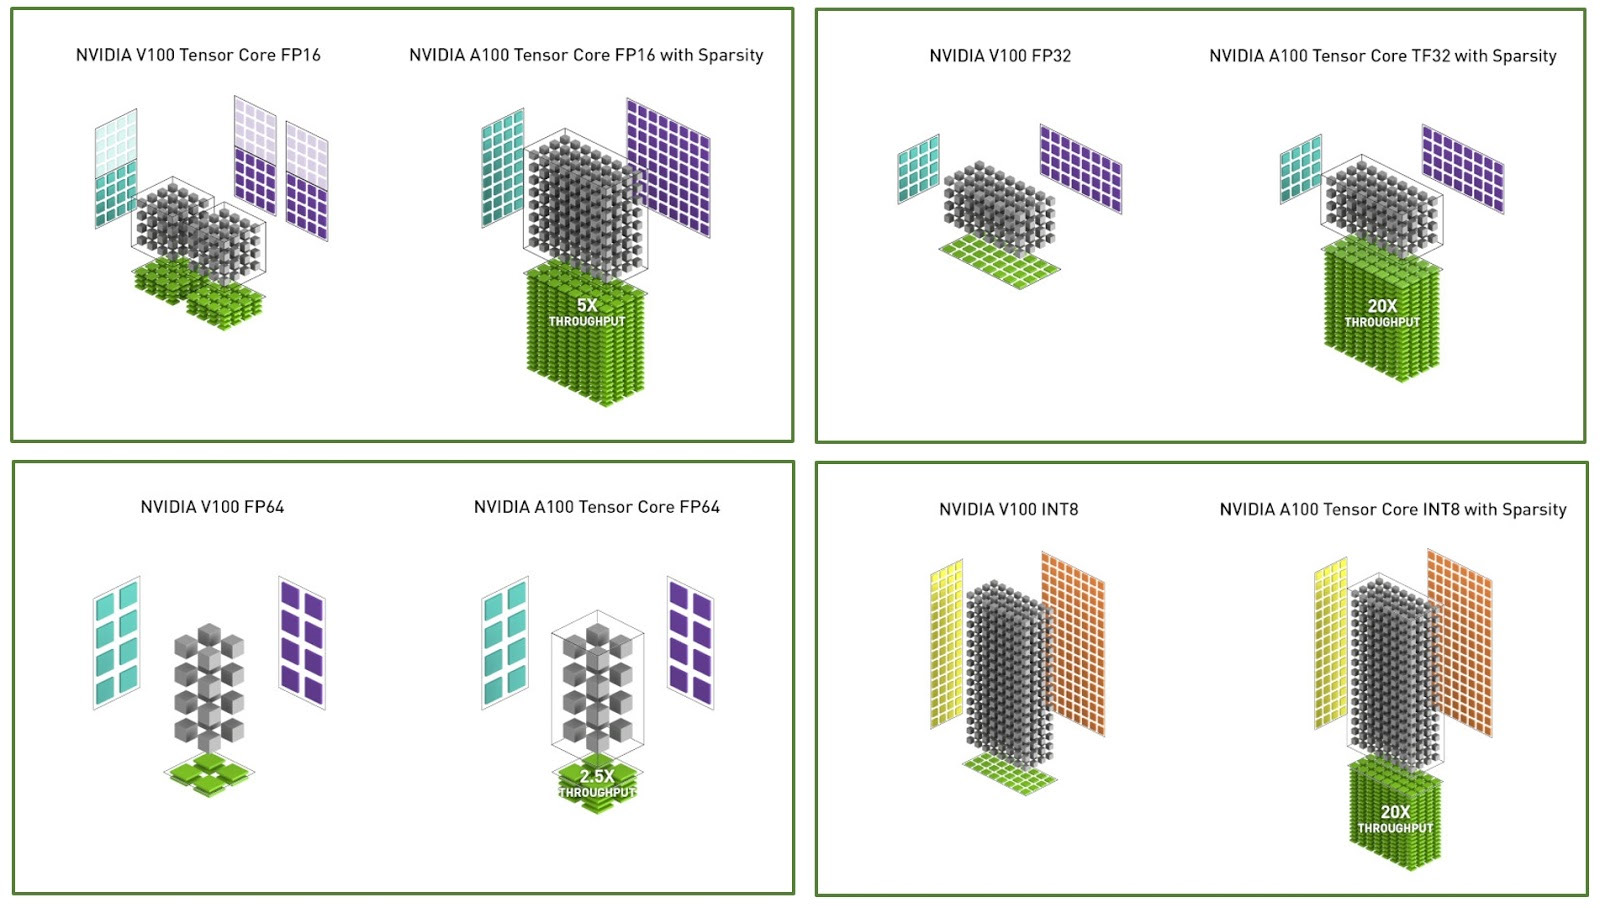 NVIDIA V100 Tensor Core FP16
NVIDIA A100 Tensor Core FP16 with Sparsity
5X
THROUGHPUT
NVIDIA V100 FP32
NVIDIA A100 Tensor Core TF32 with Sparsity
20X
THROUGHPUT
NVIDIA V100 FP64
NVIDIA A100 Tensor Core FP64
2.5X
THROUGHPUT
NVIDIA V100 INT8
NVIDIA A100 Tensor Core INT8 with Sparsity
20X
THROUGHPUT